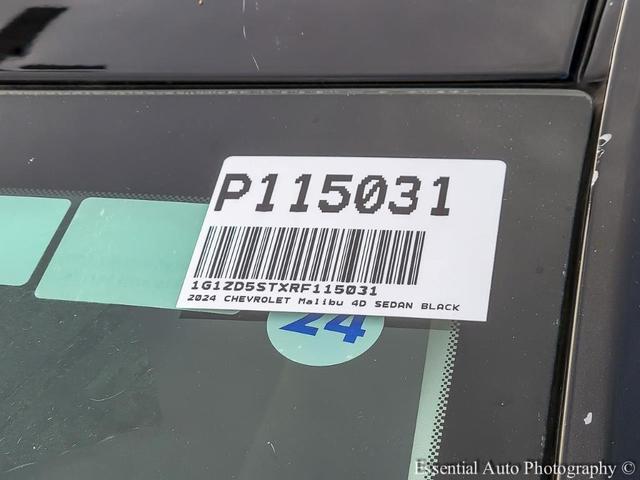 P115031
1G1ZD5STXRF115031
2024 CHEVROLET Malibu 4D SEDAN BLACK
24
Essential Auto Photography ©